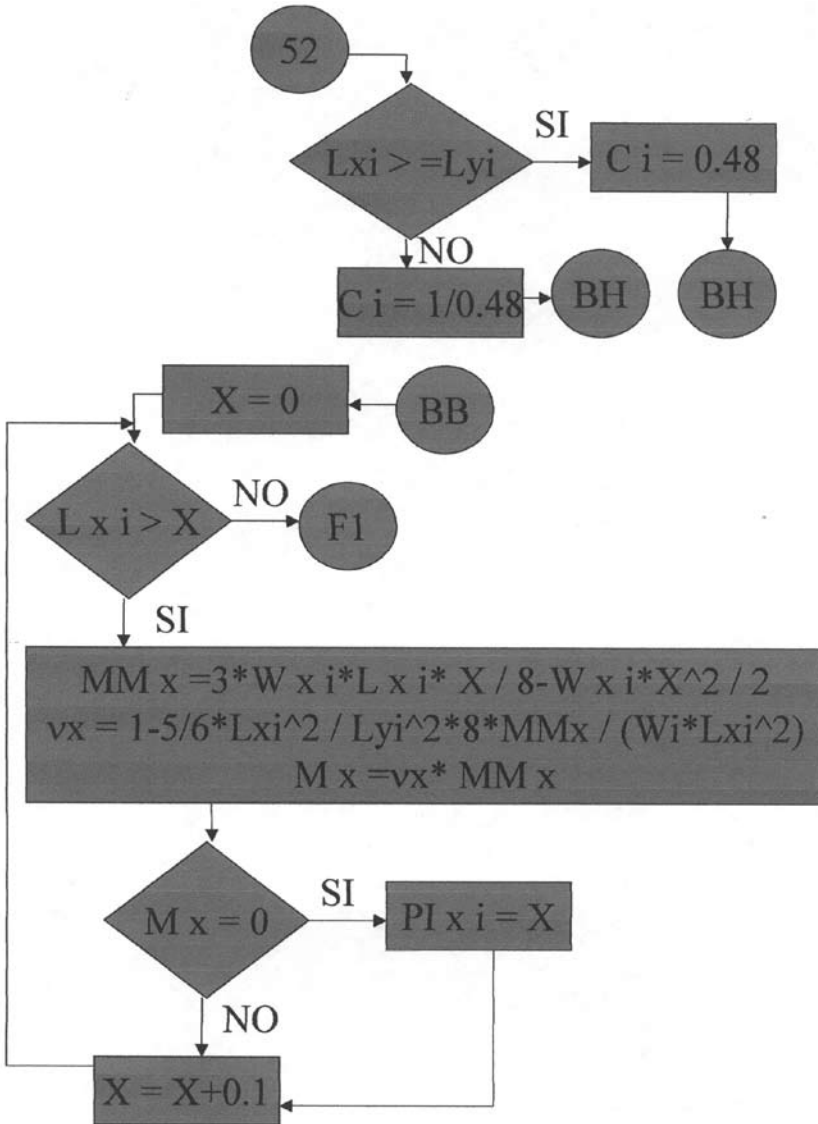 52
Lxi > =Lyi
SI
C i = 0.48
NO
C i = 1/0.48
BH
BH
X = 0
BB
L x i > X
NO
F1
SI
MM x =3*W x i*L x i* X / 8-W x i*X^2 / 2
νx = 1-5/6*Lxi^2 / Lyi^2*8*MMx / (Wi*Lxi^2)
M x =νx* MM x
M x = 0
SI
PI x i = X
NO
X = X+0.1